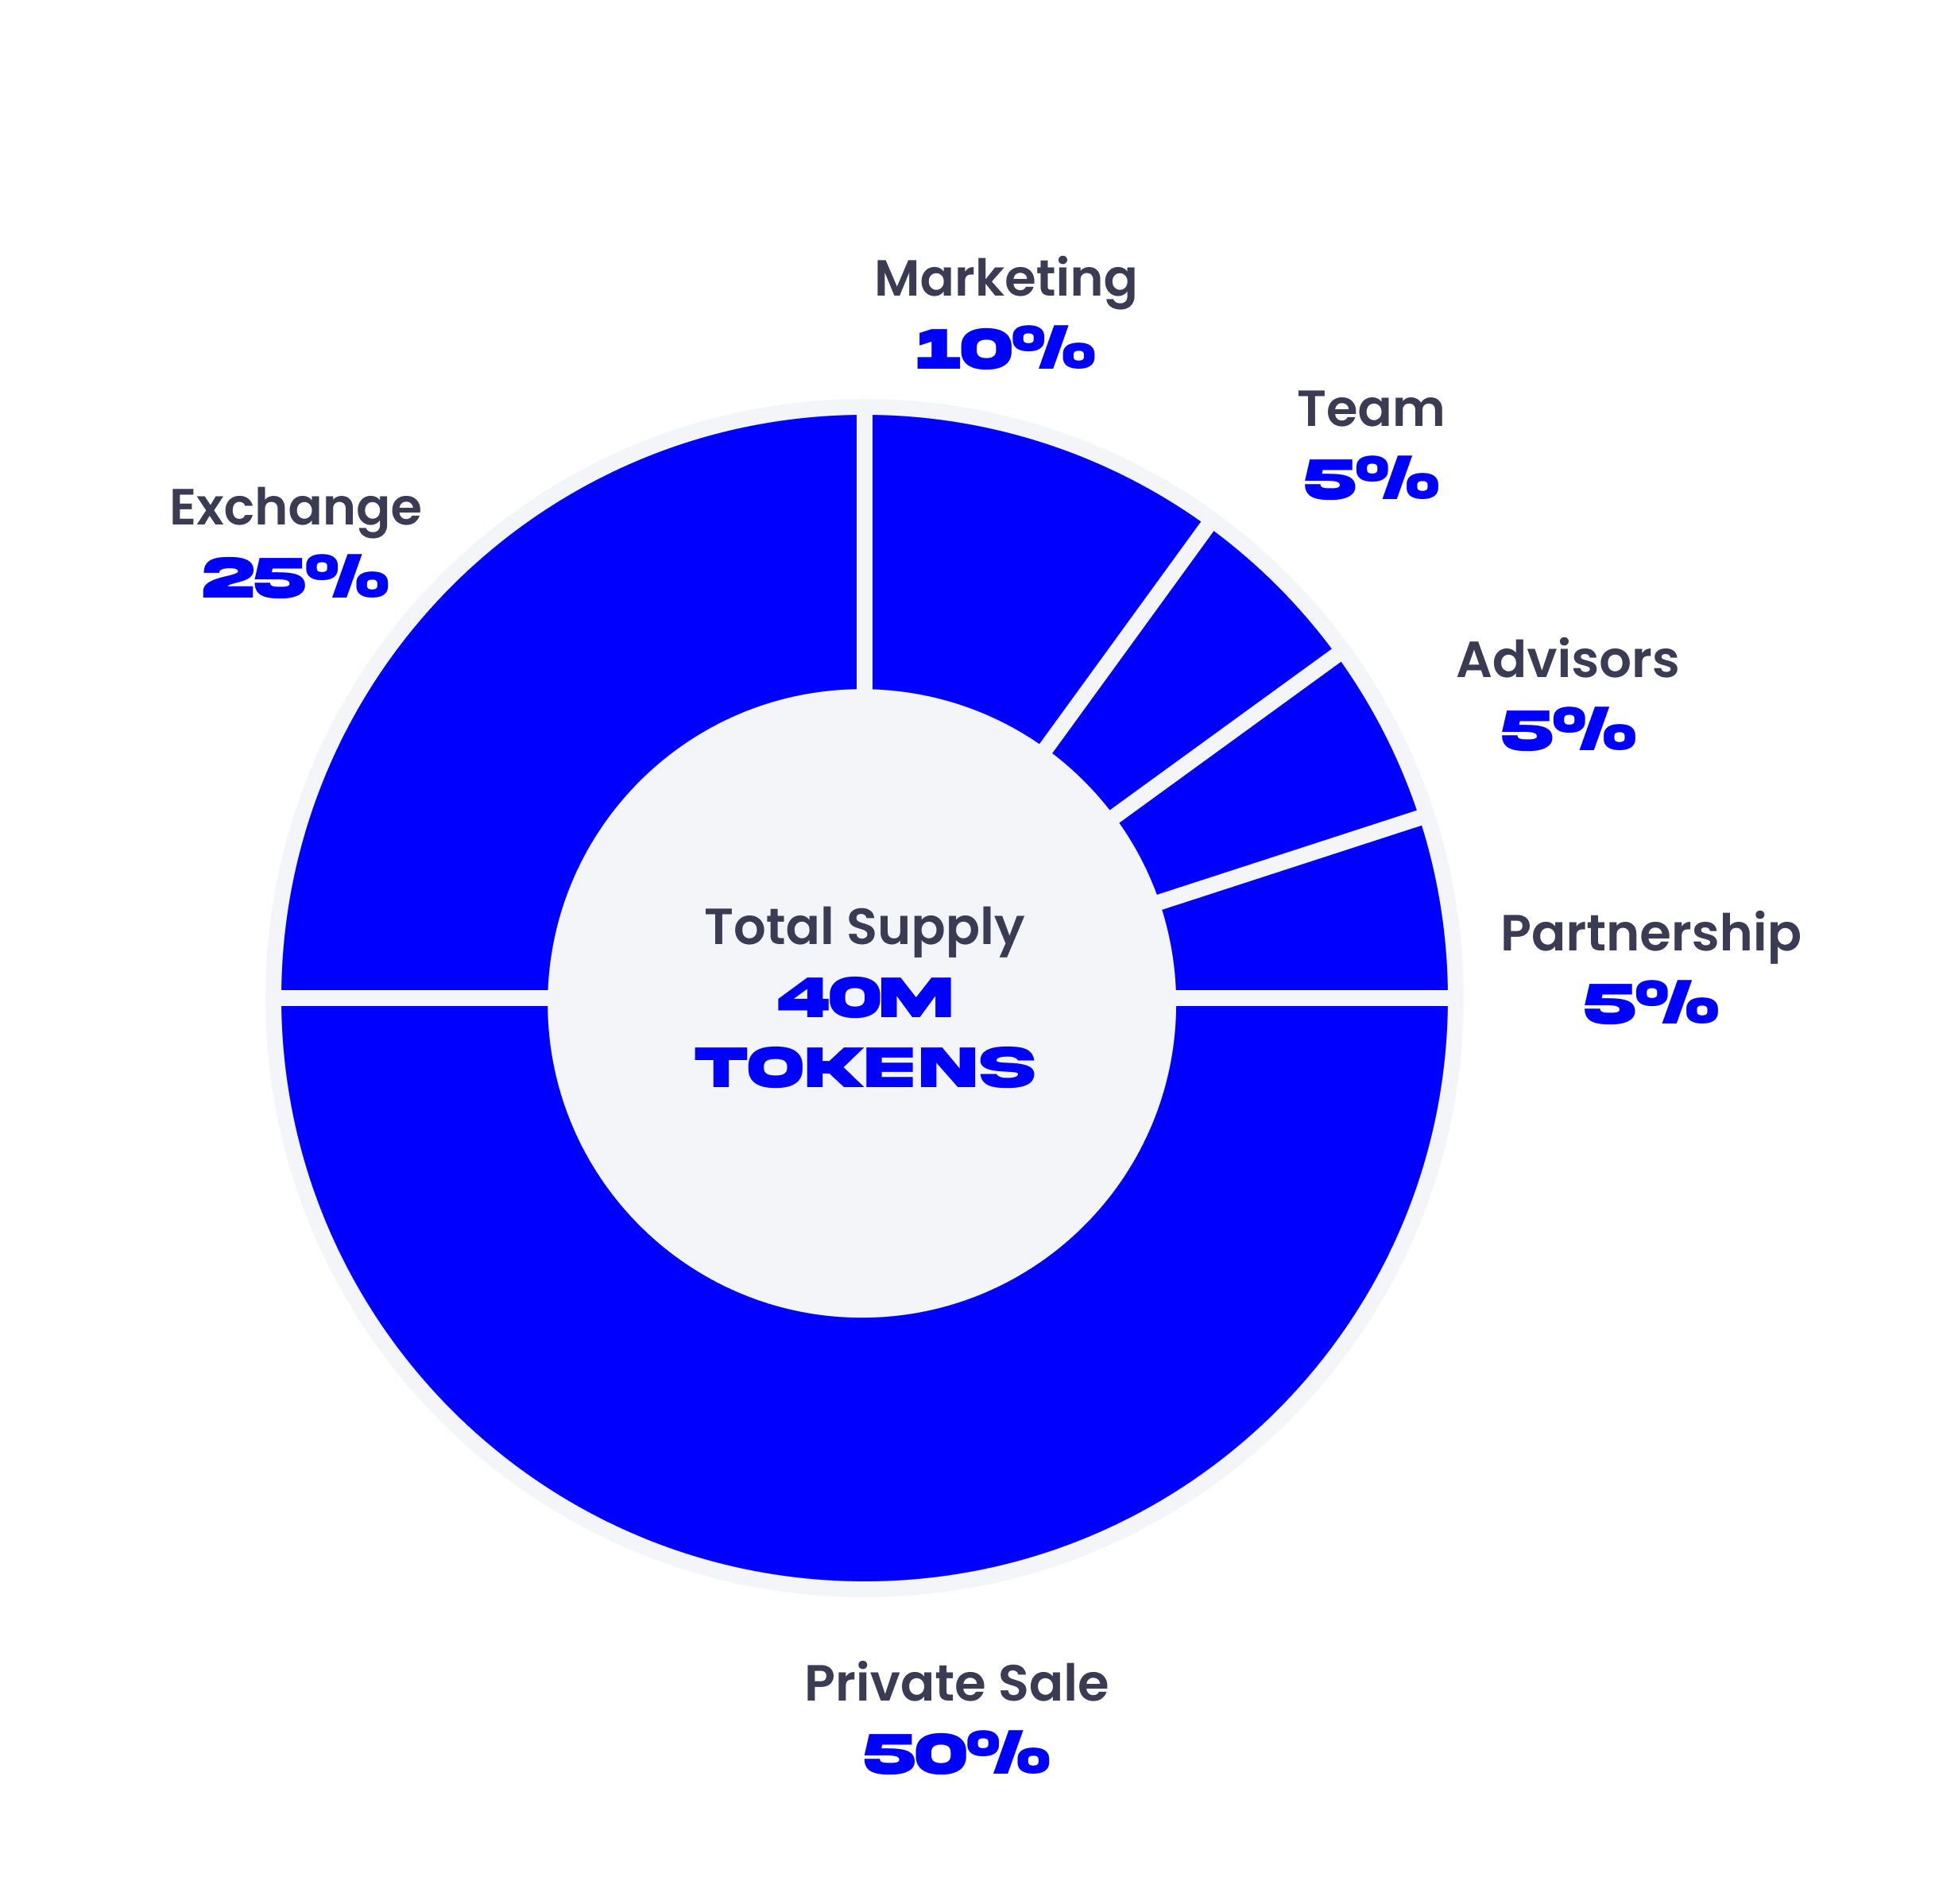 Marketing
10%
Team
5%
Exchange
25%
Advisors
5%
Partnership
5%
Total Supply
40M
TOKENS
Private Sale
50%